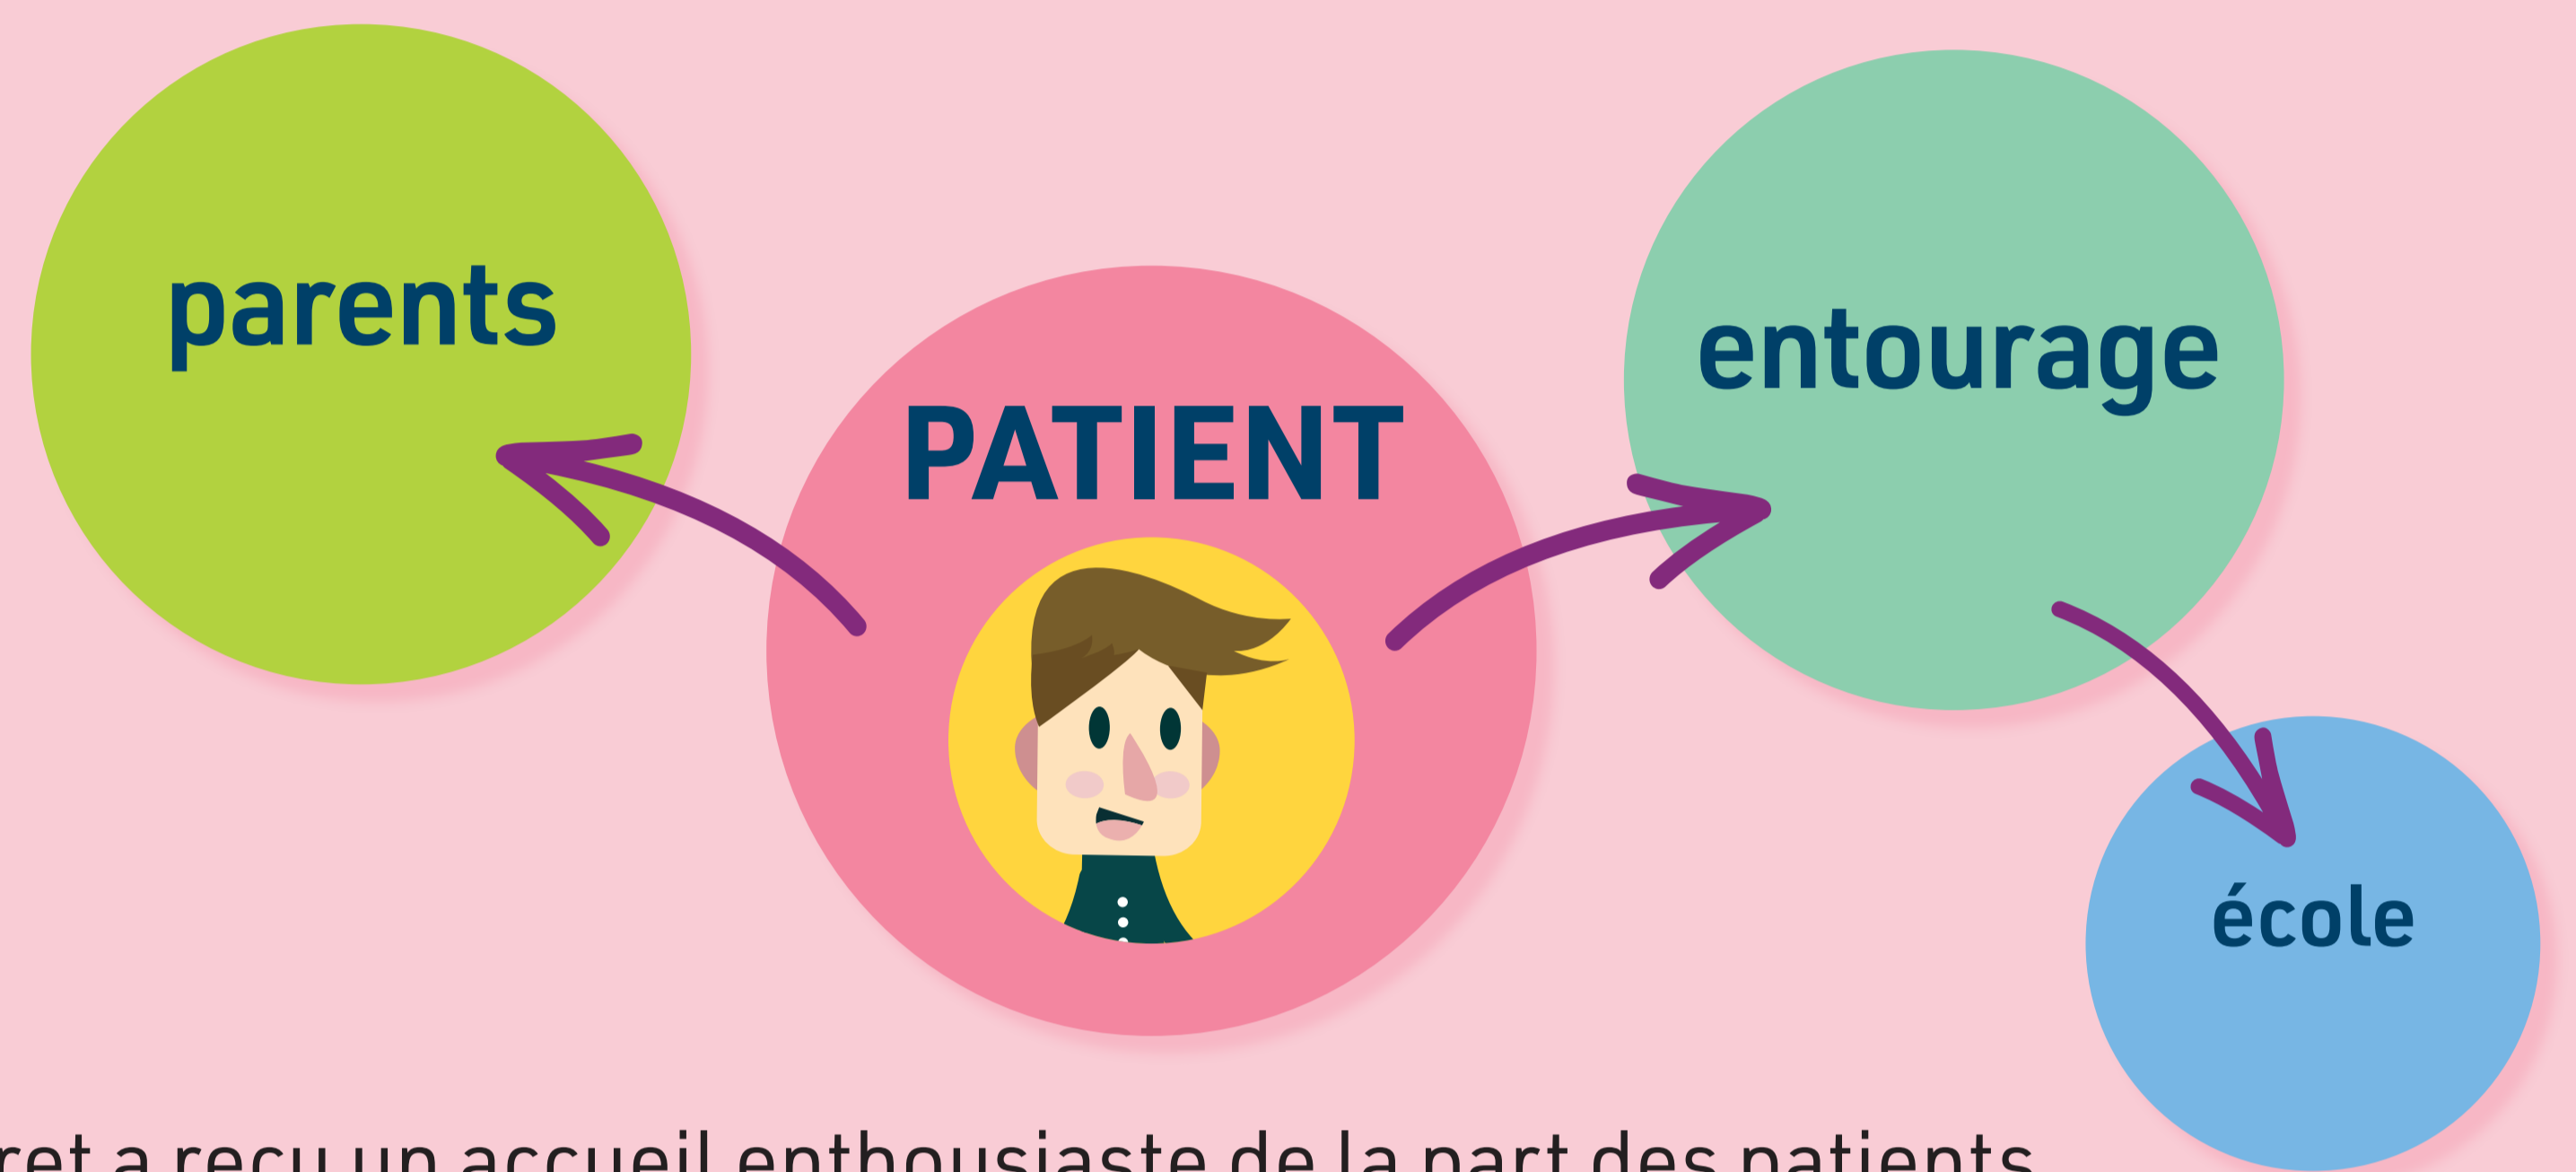 parents
entourage
PATIENT
école
a reçu un accueil enthousiaste de la part des patients